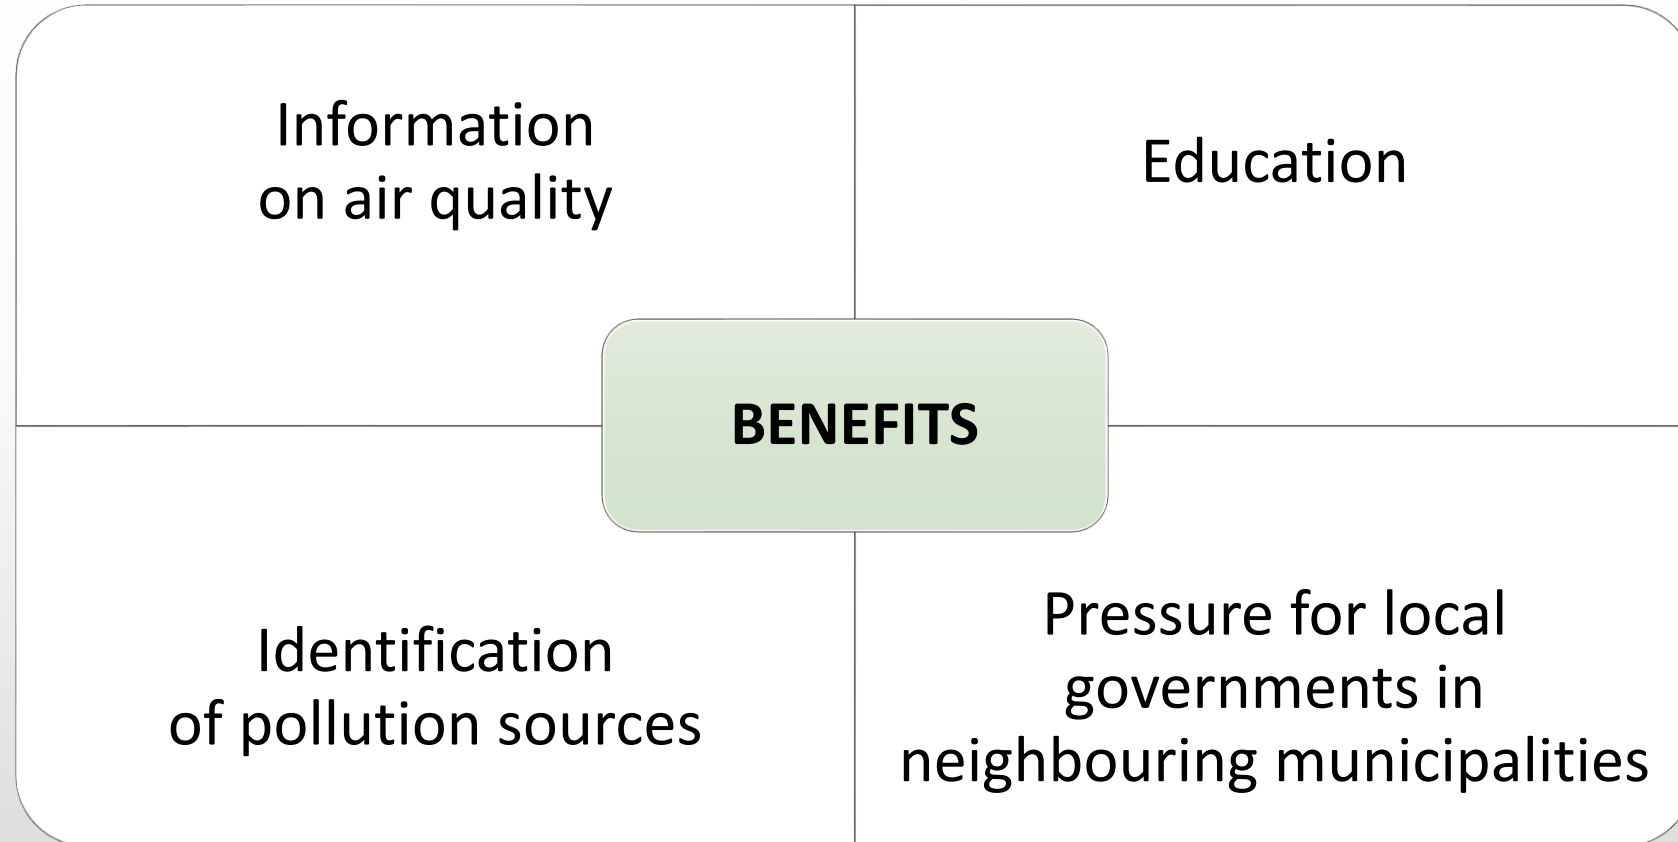 Information
on air quality
Education
BENEFITS
Identification
of pollution sources
Pressure for local
governments in
neighbouring municipalities